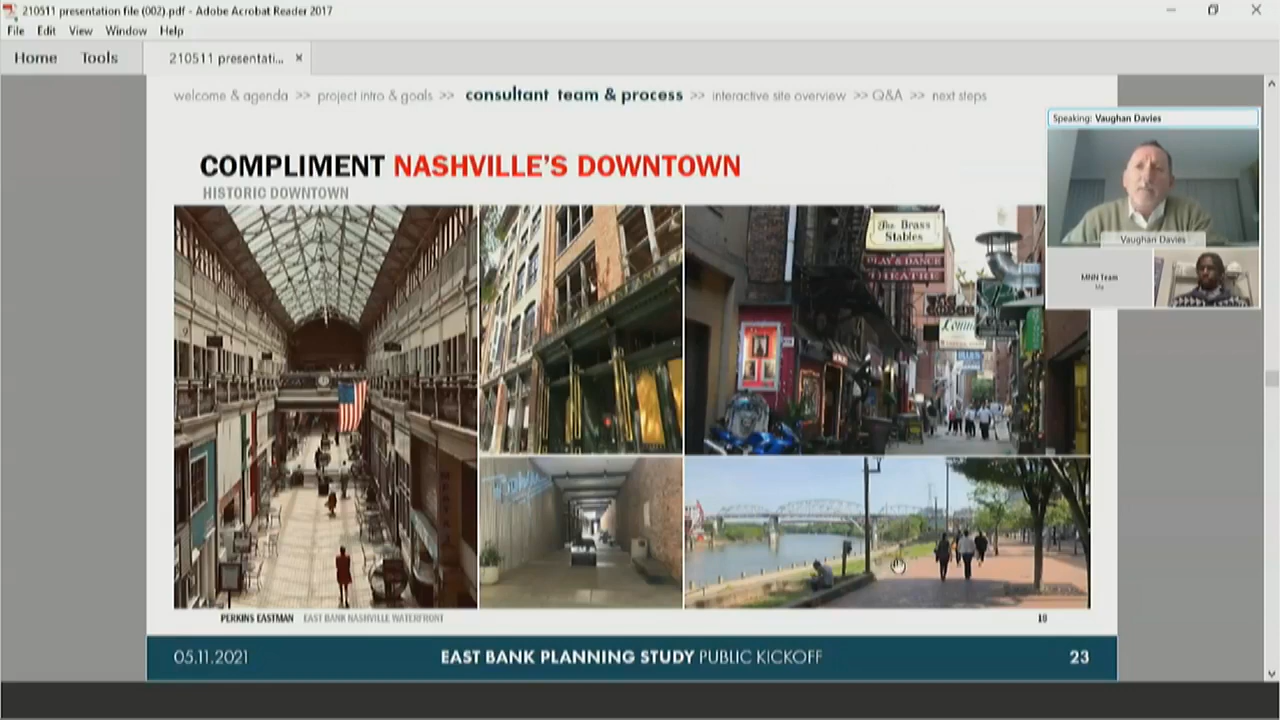 210511 presentation file (002).pdf - Adobe Acrobat Reader 2017
File Edit View Window Help
Home Tools 210511 presentati... ×
welcome & agenda >> project intro & goals >> consultant team & process >> interactive site overview >> Q&A >> next steps
Speaking: Vaughan Davies
Vaughan Davies
MNN Team
Me
COMPLIMENT NASHVILLE'S DOWNTOWN
HISTORIC DOWNTOWN
The Brass
Stables
PLAY & DANCE
THEATRE
PERKINS EASTMAN EAST BANK NASHVILLE WATERFRONT
05.11.2021 EAST BANK PLANNING STUDY PUBLIC KICKOFF 23